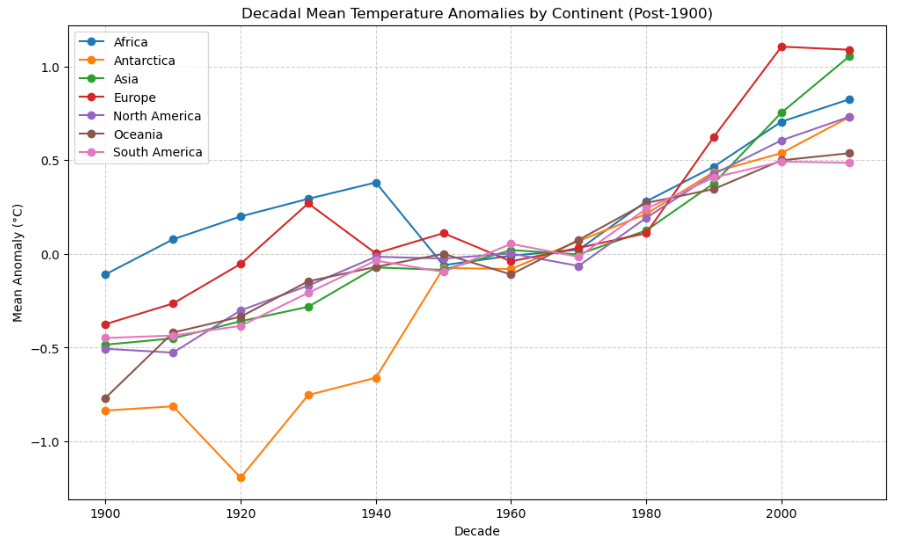 Decadal Mean Temperature Anomalies by Continent (Post-1900)
Africa
Antarctica
Asia
Europe
North America
Oceania
South America
Mean Anomaly (°C)
1.0
0.5
0.0
−0.5
−1.0
1900
1920
1940
1960
1980
2000
Decade